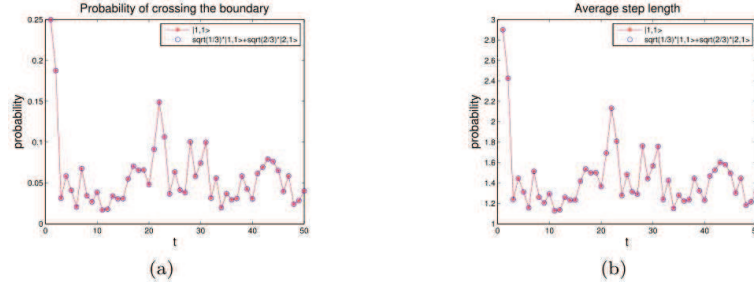 Probability of crossing the boundary
|1,1>
sqrt(1/3)*|1,1>+sqrt(2/3)*|2,1>
probability
0.25
0.2
0.15
0.1
0.05
0
0 10 20 30 40 50
t
(a)
Average step length
|1,1>
sqrt(1/3)*|1,1>+sqrt(2/3)*|2,1>
probability
3
2.8
2.6
2.4
2.2
2
1.8
1.6
1.4
1.2
1
0 10 20 30 40 50
t
(b)